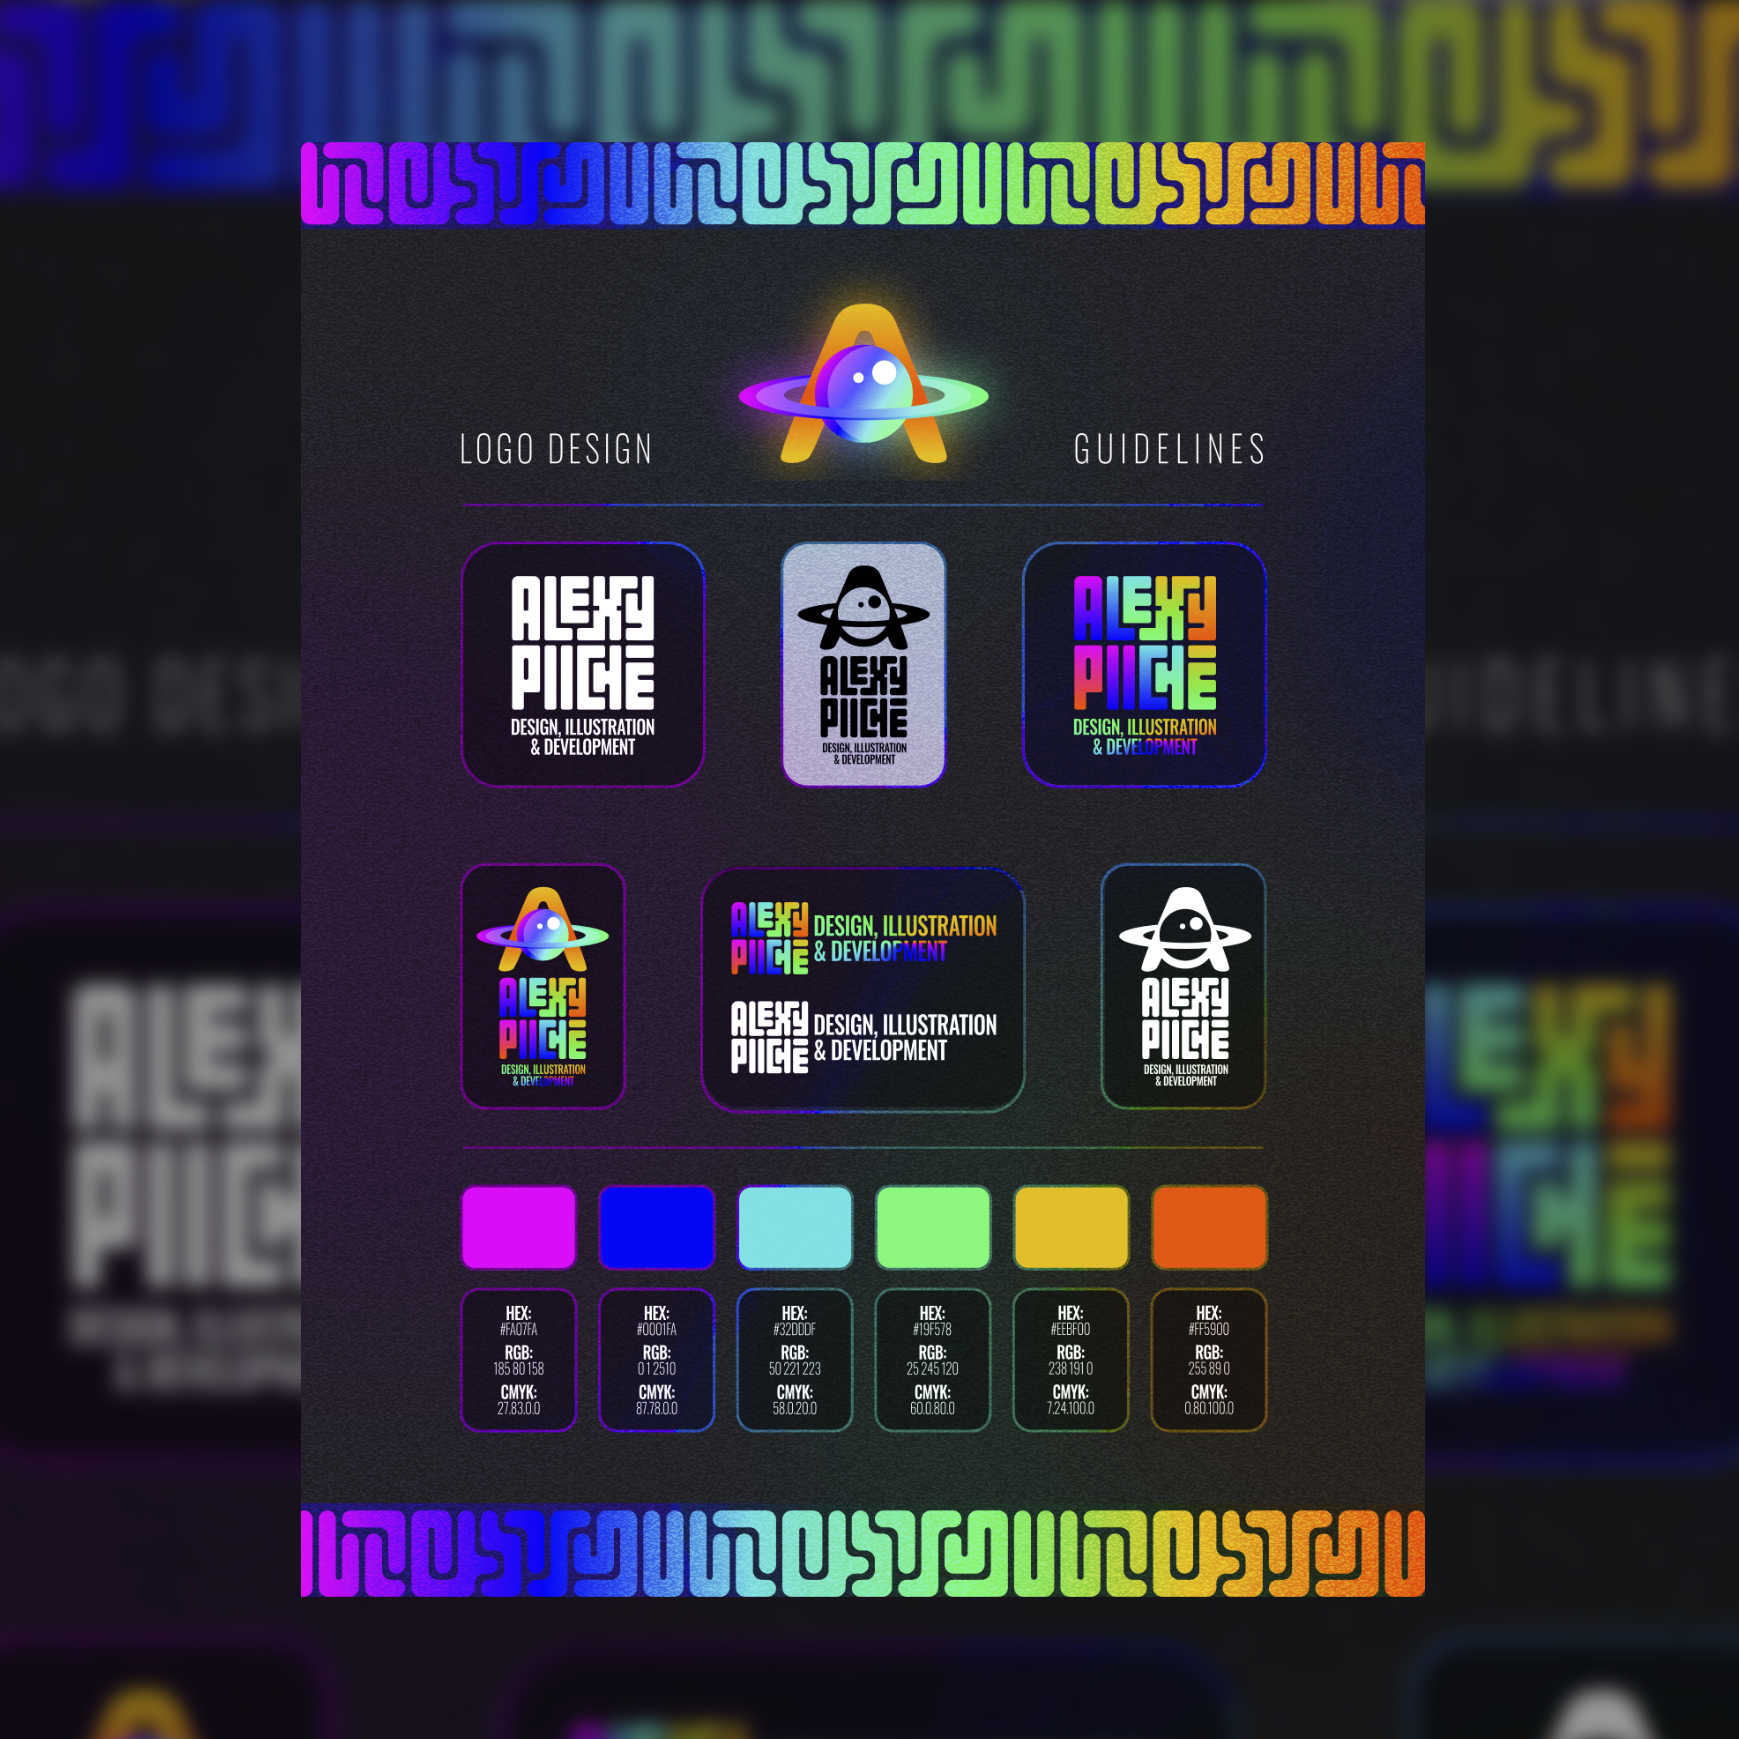 LOGO DESIGN
GUIDELINES
ALEXY
PIICHE
DESIGN, ILLUSTRATION
& DEVELOPMENT
ALEXY
PIICHE
DESIGN, ILLUSTRATION
& DEVELOPMENT
ALEXY
PIICHE
DESIGN, ILLUSTRATION
& DEVELOPMENT
ALEXY
PIICHE
DESIGN, ILLUSTRATION
& DEVELOPMENT
ALEXY
PIICHE
DESIGN, ILLUSTRATION
& DEVELOPMENT
ALEXY
PIICHE
DESIGN, ILLUSTRATION
& DEVELOPMENT
ALEXY
PIICHE
DESIGN, ILLUSTRATION
& DEVELOPMENT
HEX:
#FA07FA
RGB:
185 80 158
CMYK:
27.83.0.0
HEX:
#0001FA
RGB:
0 1 2510
CMYK:
87.78.0.0
HEX:
#32DDDF
RGB:
50 221 223
CMYK:
58.0.20.0
HEX:
#19F578
RGB:
25 245 120
CMYK:
60.0.80.0
HEX:
#EEBF00
RGB:
238 191 0
CMYK:
7.24.100.0
HEX:
#FF5900
RGB:
255 89 0
CMYK:
0.80.100.0